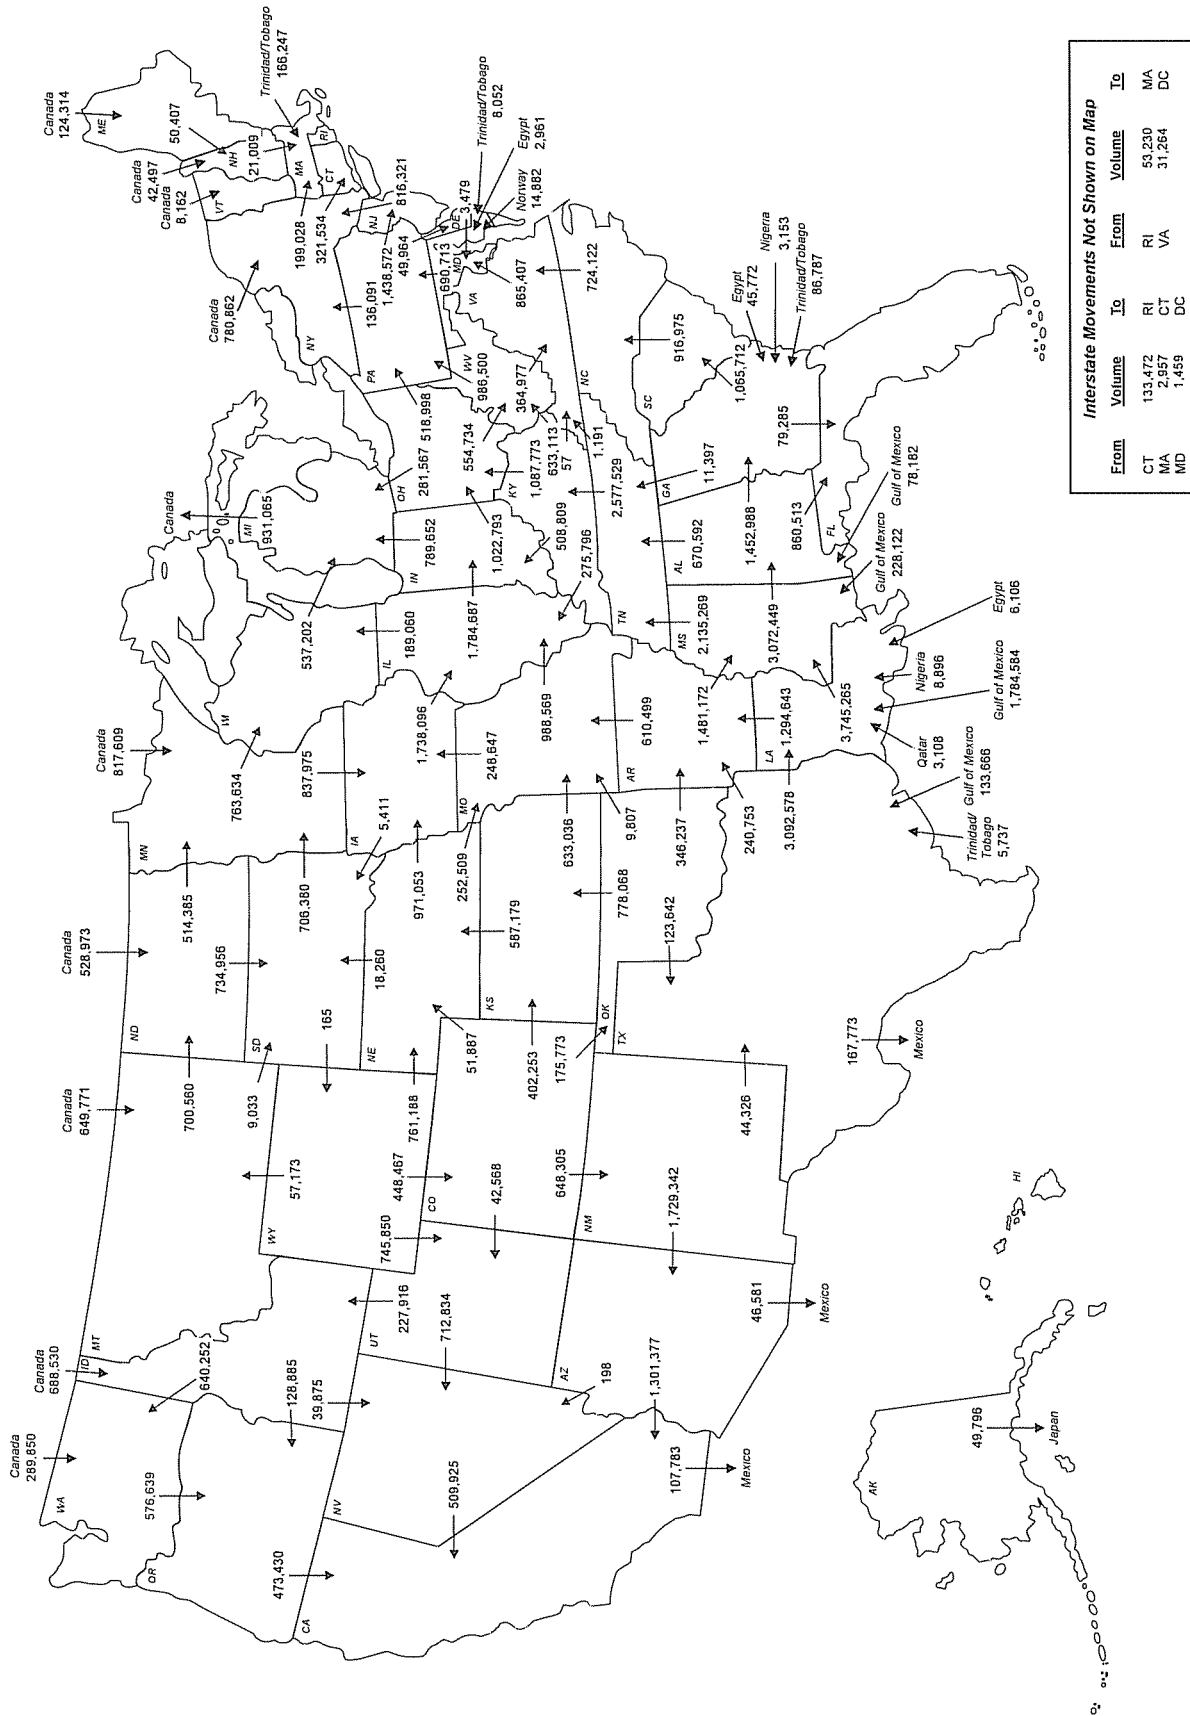 Canada
289,850
WA
Canada
688,530
ID
MT
Canada
649,771
Canada
528,973
ND
MN
Canada
817,609
WI
Canada
931,065
MI
Canada
780,862
NY
Canada
8,162
VT
Canada
42,497
NH
Canada
124,314
ME
50,407
21,009
Trinidad/Tobago
166,247
MA
CT
RI
199,028
321,534
816,321
NJ
1,438,572
136,091
49,964
690,713
MD
DE
3,479
Trinidad/Tobago
8,052
Egypt
2,961
Norway
14,882
865,407
VA
724,122
PA
518,998
WV
986,500
364,977
554,734
1,087,773
633,113
57
1,191
NC
OH
281,567
KY
1,022,793
789,652
IN
537,202
189,060
IL
1,784,687
508,809
275,796
2,577,529
TN
916,975
SC
1,065,712
Egypt
45,772
Nigeria
3,153
Trinidad/Tobago
86,787
79,285
11,397
GA
1,452,988
860,513
FL
Gulf of Mexico
78,182
Gulf of Mexico
228,122
670,592
AL
3,072,449
MS
2,135,269
3,745,265
1,481,172
1,294,643
LA
Egypt
6,106
Nigeria
8,896
Gulf of Mexico
1,784,584
Qatar
3,108
Gulf of Mexico
133,666
Trinidad/
Tobago
5,737
3,092,578
240,753
346,237
610,499
AR
9,807
633,036
988,569
248,647
MO
252,509
1,738,096
837,975
763,634
IA
5,411
971,053
514,385
706,380
734,956
18,260
587,179
KS
778,068
123,642
OK
TX
175,773
402,253
51,887
NE
165
SD
9,033
700,560
761,188
57,173
WY
448,467
CO
745,850
42,568
648,305
NM
44,326
1,729,342
167,773
Mexico
46,581
Mexico
227,916
UT
712,834
AZ
198
1,301,377
107,783
Mexico
640,252
128,885
39,875
576,639
OR
NV
509,925
473,430
CA
HI
AK
49,796
Japan
Interstate Movements Not Shown on Map
From Volume To From Volume To
CT 133,472 RI RI 53,230 MA
MA 2,957 CT VA 31,264 DC
MD 1,459 DC